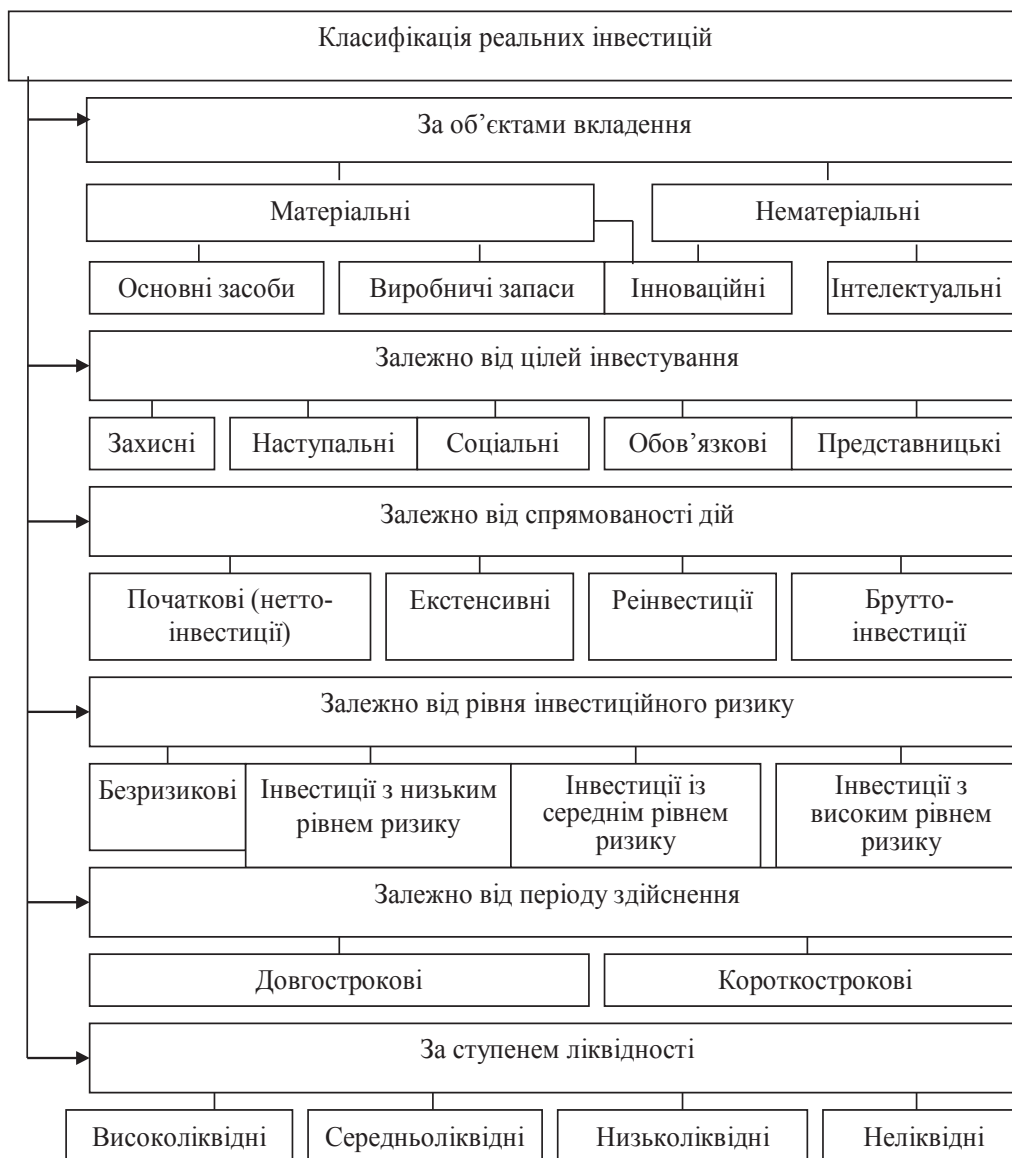 Класифікація реальних інвестицій
За об’єктами вкладення
Матеріальні
Нематеріальні
Основні засоби
Виробничі запаси
Інноваційні
Інтелектуальні
Залежно від цілей інвестування
Захисні
Наступальні
Соціальні
Обов’язкові
Представницькі
Залежно від спрямованості дій
Початкові (нетто-
інвестиції)
Екстенсивні
Реінвестиції
Брутто-
інвестиції
Залежно від рівня інвестиційного ризику
Безризикові
Інвестиції з низьким
рівнем ризику
Інвестиції із
середнім рівнем
ризику
Інвестиції з
високим рівнем
ризику
Залежно від періоду здійснення
Довгострокові
Короткострокові
За ступенем ліквідності
Високоліквідні
Середньоліквідні
Низьколіквідні
Неліквідні